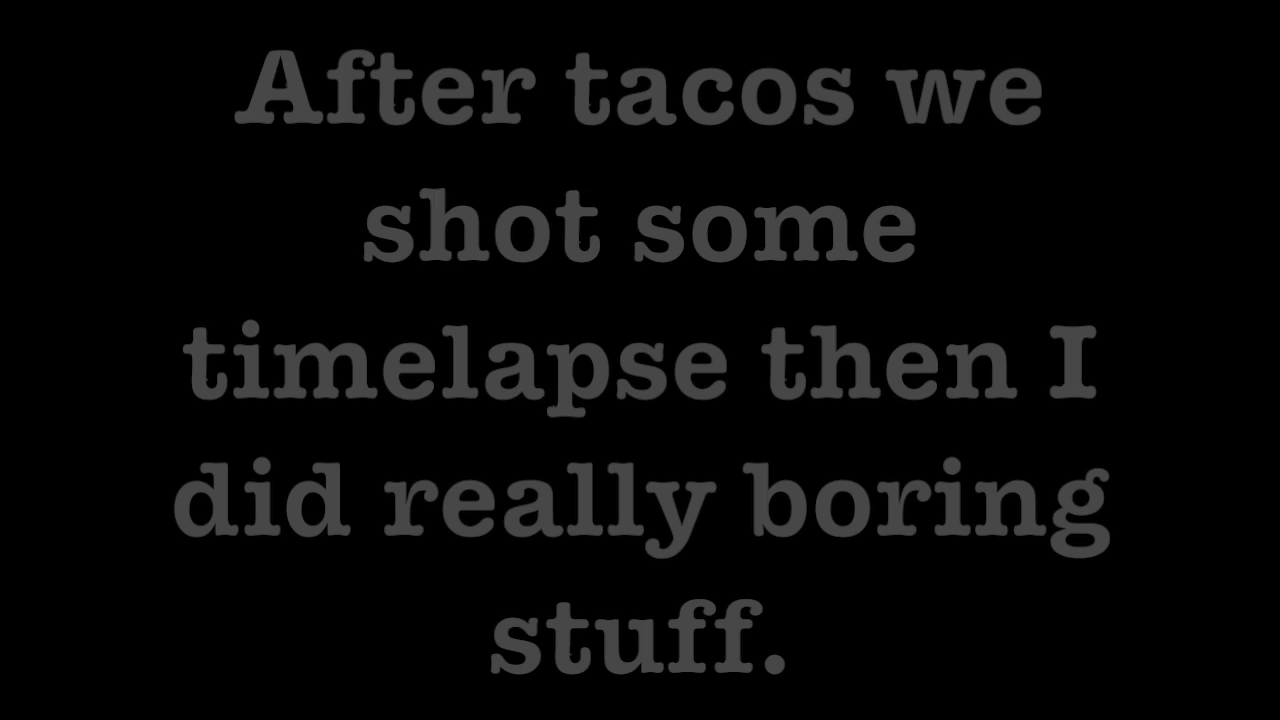 After tacos we
shot some
timelapse then I
did really boring
stuff.